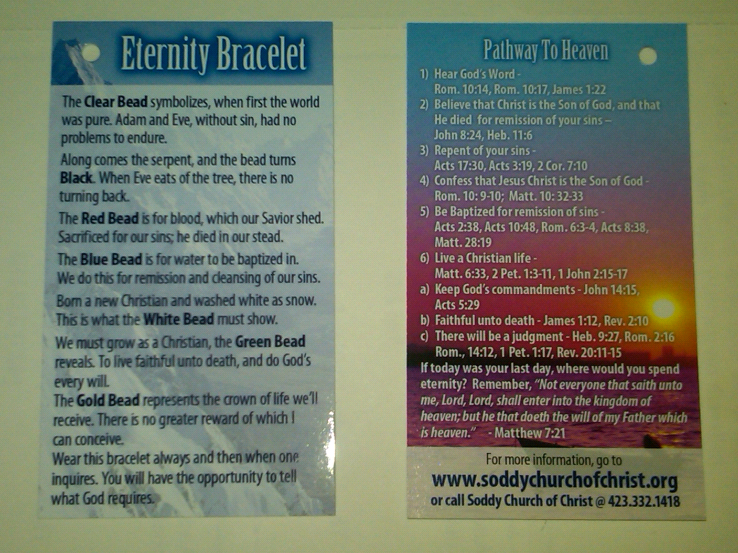 Eternity Bracelet
The Clear Bead symbolizes, when first the world
was pure. Adam and Eve, without sin, had no
problems to endure.
Along comes the serpent, and the bead turns
Black. When Eve eats of the tree, there is no
turning back.
The Red Bead is for blood, which our Savior shed.
Sacrificed for our sins; he died in our stead.
The Blue Bead is for water to be baptized in.
We do this for remission and cleansing of our sins.
Born a new Christian and washed white as snow.
This is what the White Bead must show.
We must grow as a Christian, the Green Bead
reveals. To live faithful unto death, and do God's
every will.
The Gold Bead represents the crown of life we'll
receive. There is no greater reward of which I
can conceive.
Wear this bracelet always and then when one
inquires. You will have the opportunity to tell
what God requires.
Pathway To Heaven
1) Hear God's Word -
Rom. 10:14, Rom. 10:17, James 1:22
2) Believe that Christ is the Son of God, and that
He died for remission of your sins –
John 8:24, Heb. 11:6
3) Repent of your sins -
Acts 17:30, Acts 3:19, 2 Cor. 7:10
4) Confess that Jesus Christ is the Son of God -
Rom. 10: 9-10; Matt. 10: 32-33
5) Be Baptized for remission of sins -
Acts 2:38, Acts 10:48, Rom. 6:3-4, Acts 8:38,
Matt. 28:19
6) Live a Christian life -
Matt. 6:33, 2 Pet. 1:3-11, 1 John 2:15-17
a) Keep God's commandments - John 14:15,
Acts 5:29
b) Faithful unto death - James 1:12, Rev. 2:10
c) There will be a judgment - Heb. 9:27, Rom. 2:16
Rom., 14:12, 1 Pet. 1:17, Rev. 20:11-15
If today was your last day, where would you spend
eternity? Remember, "Not everyone that saith unto
me, Lord, Lord, shall enter into the kingdom of
heaven; but he that doeth the will of my Father which
is heaven." - Matthew 7:21
For more information, go to
www.soddychurchofchrist.org
or call Soddy Church of Christ @ 423.332.1418